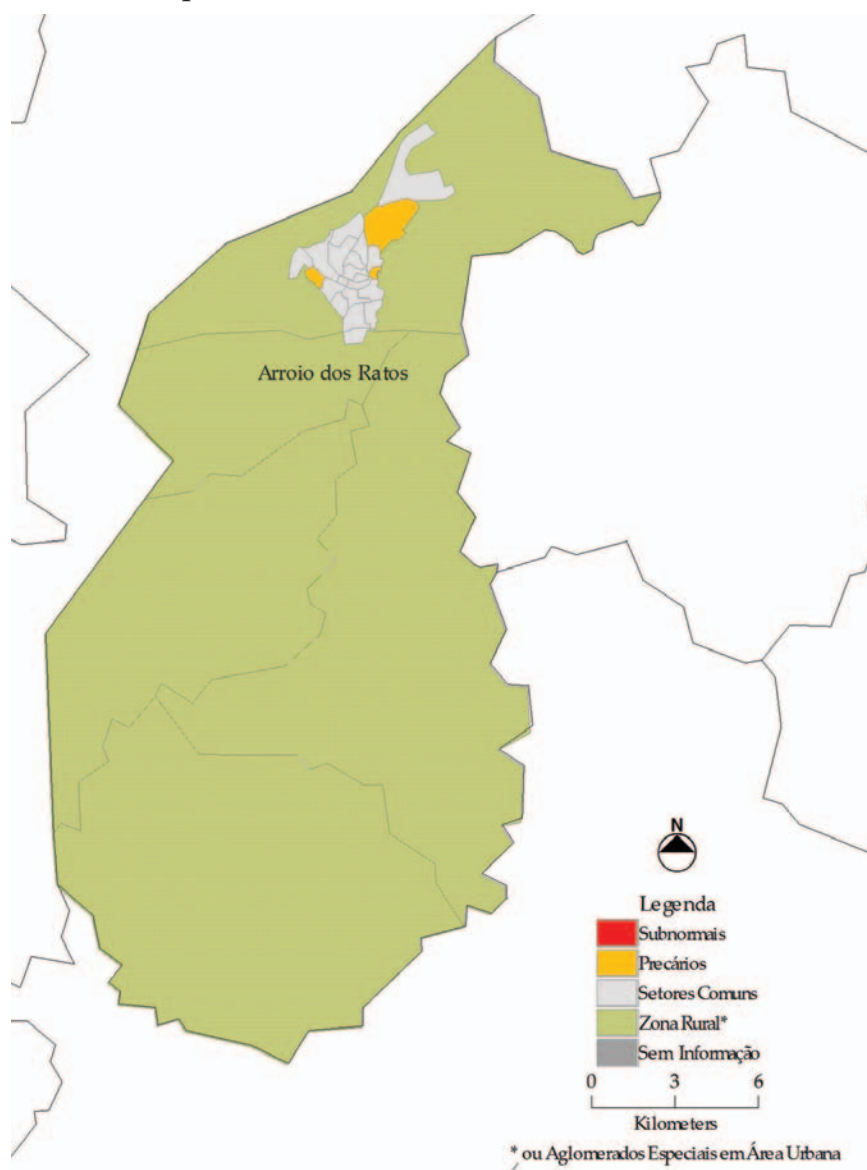 Arroio dos Ratos
N
Legenda
Subnormais
Precários
Setores Comuns
Zona Rural*
Sem Informação
0 3 6
Kilometers
* ou Aglomerados Especiais em Área Urbana